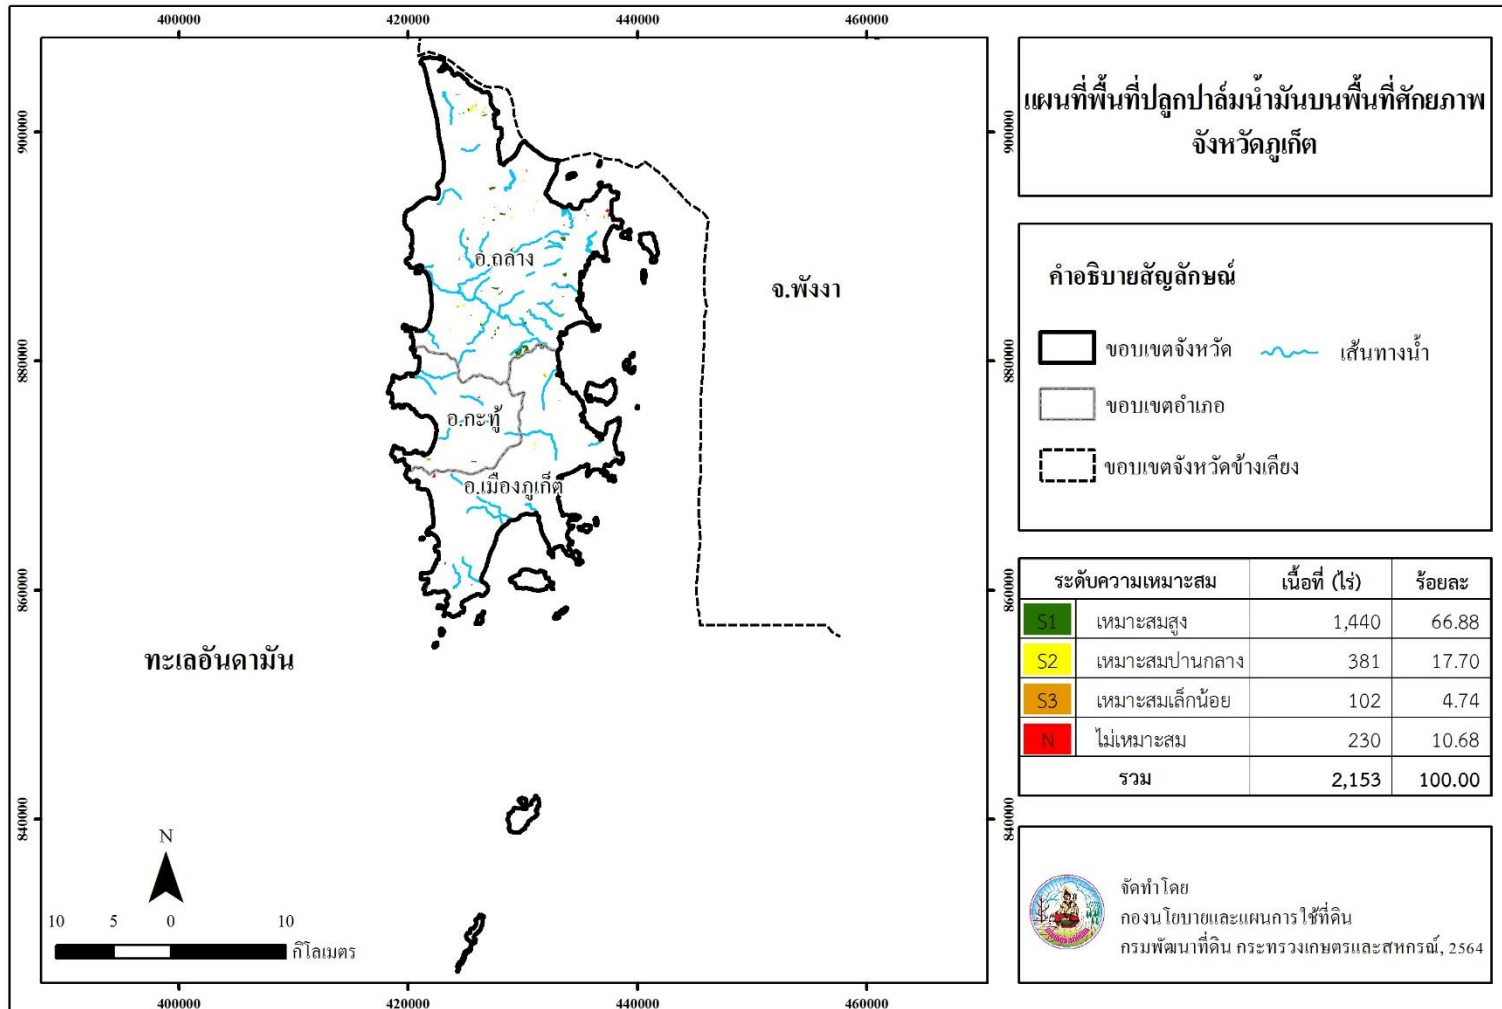 400000 420000 440000 460000
900000 900000
880000 880000
860000 860000
840000 840000
อ.ถลาง
จ.พังงา
อ.กะทู้
อ.เมืองภูเก็ต
ทะเลอันดามัน
N
10 5 0 10
กิโลเมตร
400000 420000 440000 460000
แผนที่พื้นที่ปลูกปาล์มน้ำมันบนพื้นที่ศักยภาพ
จังหวัดภูเก็ต
คำอธิบายสัญลักษณ์
ขอบเขตจังหวัด เส้นทางน้ำ
ขอบเขตอำเภอ
ขอบเขตจังหวัดข้างเคียง
ระดับความเหมาะสม เนื้อที่ (ไร่) ร้อยละ
S1 เหมาะสมสูง 1,440 66.88
S2 เหมาะสมปานกลาง 381 17.70
S3 เหมาะสมเล็กน้อย 102 4.74
N ไม่เหมาะสม 230 10.68
รวม 2,153 100.00
จัดทำโดย
กองนโยบายและแผนการใช้ที่ดิน
กรมพัฒนาที่ดิน กระทรวงเกษตรและสหกรณ์, 2564